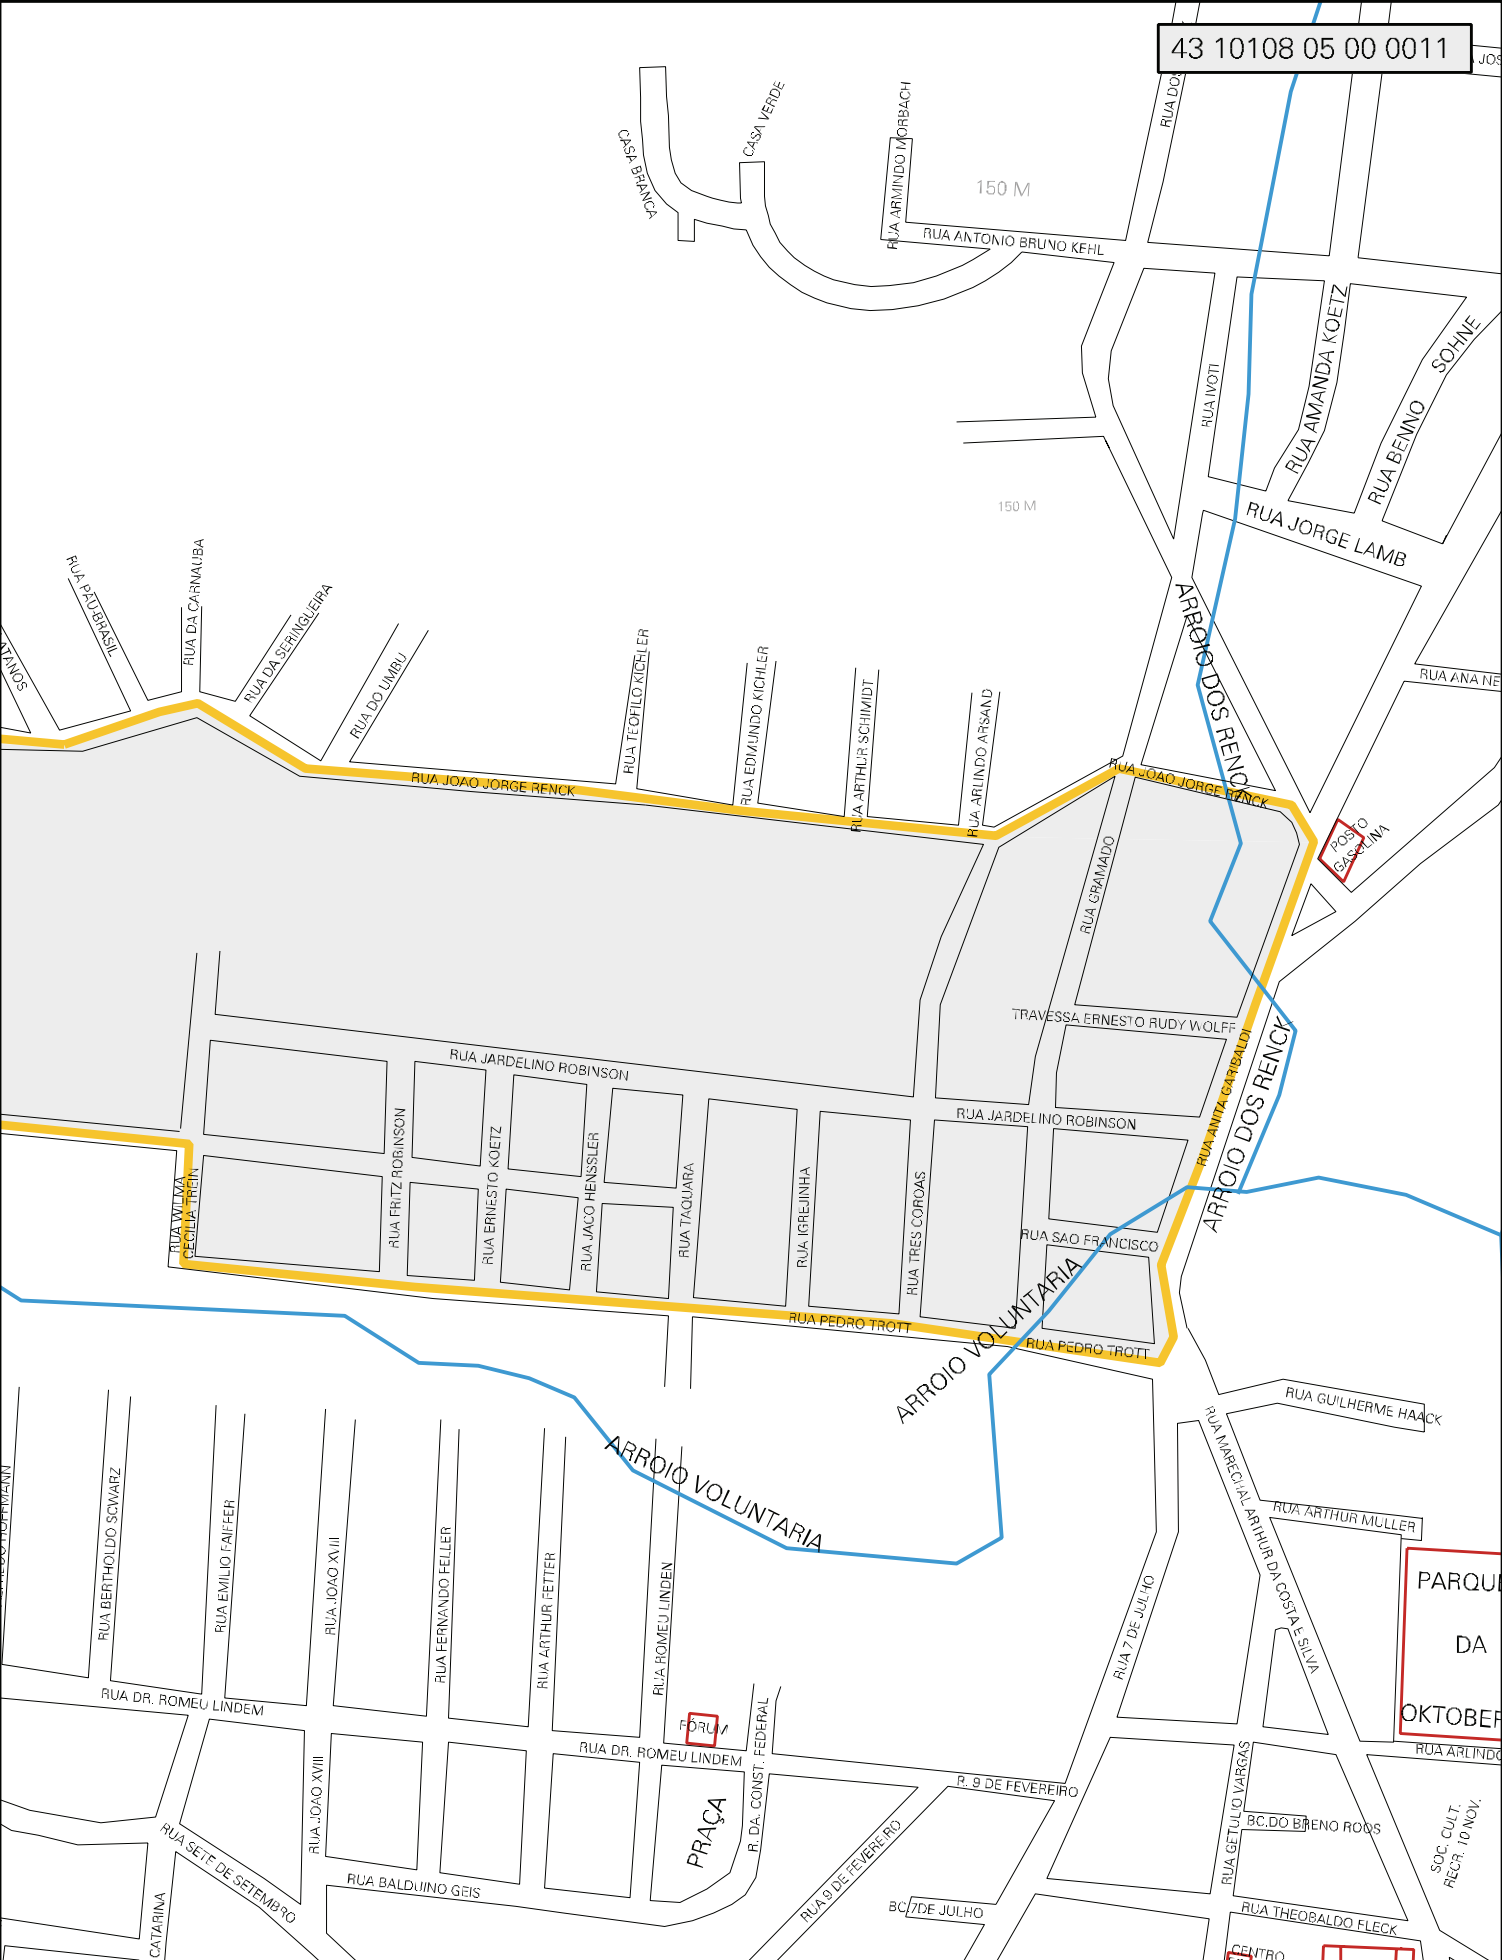 43 10108 05 00 0011
RUA DOS
CASA BRANCA
CASA VERDE
RUA ARMINDO MORBACH
150 M
RUA ANTONIO BRUNO KEHL
RUA IVOTI
RUA AMANDA KOETZ
RUA BENNO
SOHNE
150 M
RUA JORGE LAMB
ARROIO DOS RENCK
RUA ANA NE
RUA PAU-BRASIL
RUA DA CARNAUBA
RUA DA SERINGUEIRA
RUA DO UMBU
RUA TEOFILO KICHLER
RUA EDMUNDO KICHLER
RUA ARTHUR SCHIMIDT
RUA ARLINDO ARSAND
RUA JOAO JORGE RENCK
RUA JOAO JORGE RENCK
POSTO
GASOLINA
RUA GRAMADO
TRAVESSA ERNESTO RUDY WOLFF
RUA JARDELINO ROBINSON
RUA JARDELINO ROBINSON
RUA ANITA GARIBALDI
ARROIO DOS RENCK
RUA WILMA
CECILIA TREIN
RUA FRITZ ROBINSON
RUA ERNESTO KOETZ
RUA JACO HENSSLER
RUA TAQUARA
RUA IGREJINHA
RUA TRES COROAS
RUA SAO FRANCISCO
RUA PEDRO TROTT
RUA PEDRO TROTT
ARROIO VOLUNTARIA
ARROIO VOLUNTARIA
RUA GUILHERME HAACK
RUA MARECHAL ARTHUR DA COSTA E SILVA
RUA ARTHUR MULLER
PARQUE
DA
OKTOBER
RUA ARLINDO
RUA BERTHOLDO SCWARZ
RUA EMILIO FAIFFER
RUA JOAO XVIII
RUA FERNANDO FELLER
RUA ARTHUR FETTER
RUA ROMEU LINDEN
RUA 7 DE JULHO
RUA DR. ROMEU LINDEM
FÓRUM
RUA DR. ROMEU LINDEM
R. DA. CONST. FEDERAL
R. 9 DE FEVEREIRO
RUA JOAO XVIII
PRAÇA
RUA GETULIO VARGAS
BC.DO BRENO ROOS
SOC. CULT.
RECR. 10 NOV.
RUA SETE DE SETEMBRO
RUA BALDUINO GEIS
RUA 9 DE FEVEREIRO
BC.7DE JULHO
RUA THEOBALDO FLECK
CATARINA
CENTRO